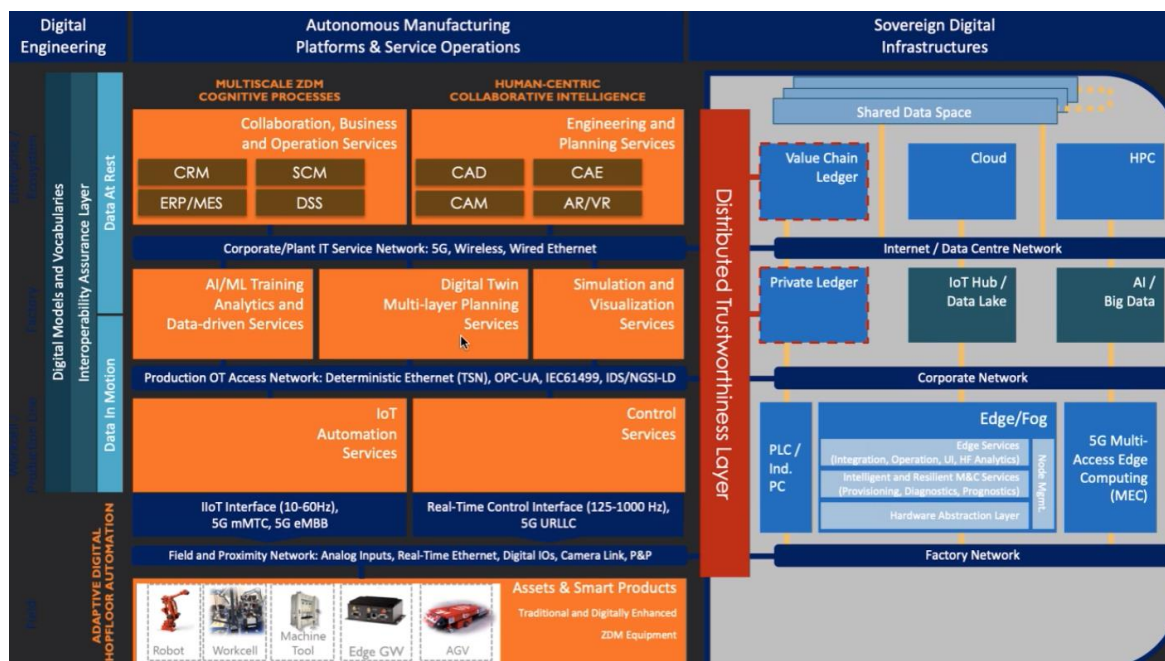 Digital
Engineering
Autonomous Manufacturing
Platforms & Service Operations
Sovereign Digital
Infrastructures
Digital Models and Vocabularies
Interoperability Assurance Layer
Data At Rest
Data In Motion
Factory
Production Line
Field
ADAPTIVE DIGITAL
HOPFLOOR AUTOMATION
MULTISCALE ZDM
COGNITIVE PROCESSES
HUMAN-CENTRIC
COLLABORATIVE INTELLIGENCE
Collaboration, Business
and Operation Services
CRM
SCM
ERP/MES
DSS
Engineering and
Planning Services
CAD
CAE
CAM
AR/VR
Corporate/Plant IT Service Network: 5G, Wireless, Wired Ethernet
AI/ML Training
Analytics and
Data-driven Services
Digital Twin
Multi-layer Planning
Services
Simulation and
Visualization
Services
Production OT Access Network: Deterministic Ethernet (TSN), OPC-UA, IEC61499, IDS/NGSI-LD
IoT
Automation
Services
Control
Services
IIoT Interface (10-60Hz),
5G mMTC, 5G eMBB
Real-Time Control Interface (125-1000 Hz),
5G URLLC
Field and Proximity Network: Analog Inputs, Real-Time Ethernet, Digital IOs, Camera Link, P&P
Assets & Smart Products
Traditional and Digitally Enhanced
ZDM Equipment
Robot
Workcell
Machine
Tool
Edge GW
AGV
Distributed Trustworthiness Layer
Shared Data Space
Value Chain
Ledger
Cloud
HPC
Internet / Data Centre Network
Private Ledger
IoT Hub /
Data Lake
AI /
Big Data
Corporate Network
PLC /
Ind.
PC
Edge/Fog
Edge Services
(Integration, Operation, UI, HF Analytics)
Intelligent and Resilient M&C Services
(Provisioning, Diagnostics, Prognostics)
Hardware Abstraction Layer
Node Mgmt.
5G Multi-
Access Edge
Computing
(MEC)
Factory Network